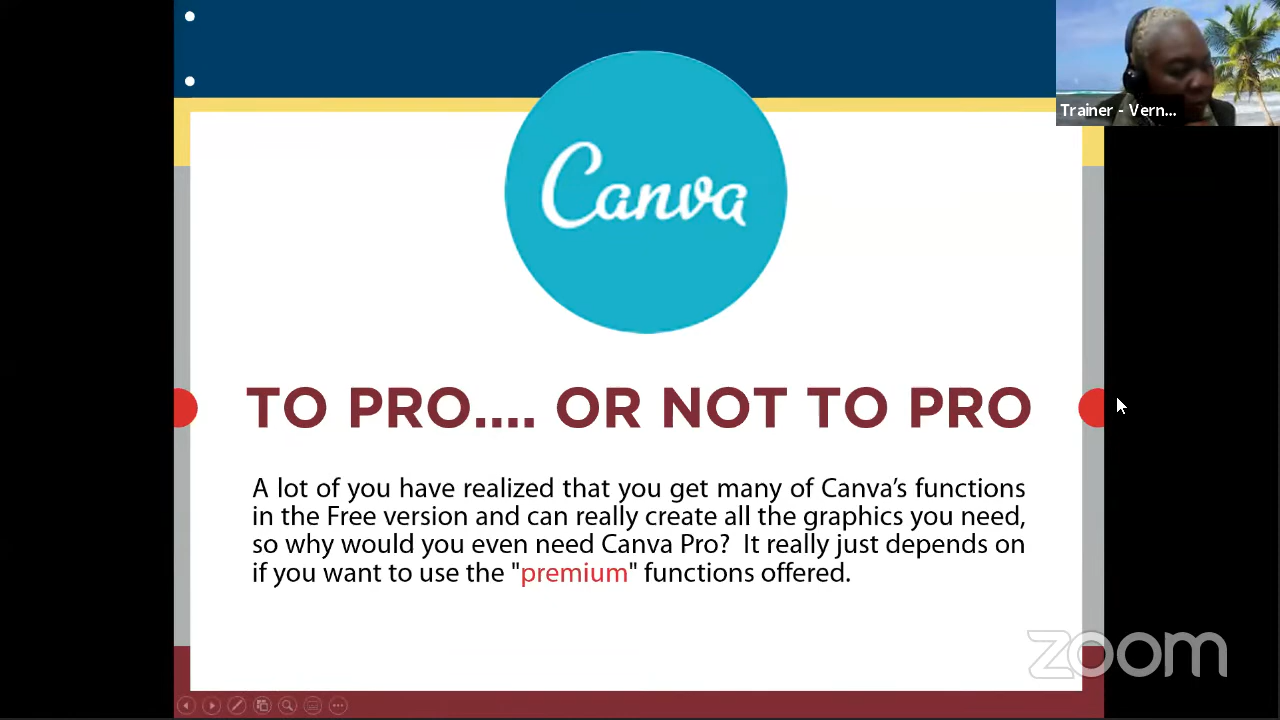 Canva
Trainer - Vern...
TO PRO.... OR NOT TO PRO
A lot of you have realized that you get many of Canva’s functions
in the Free version and can really create all the graphics you need,
so why would you even need Canva Pro?  It really just depends on
if you want to use the "premium" functions offered.
zoom